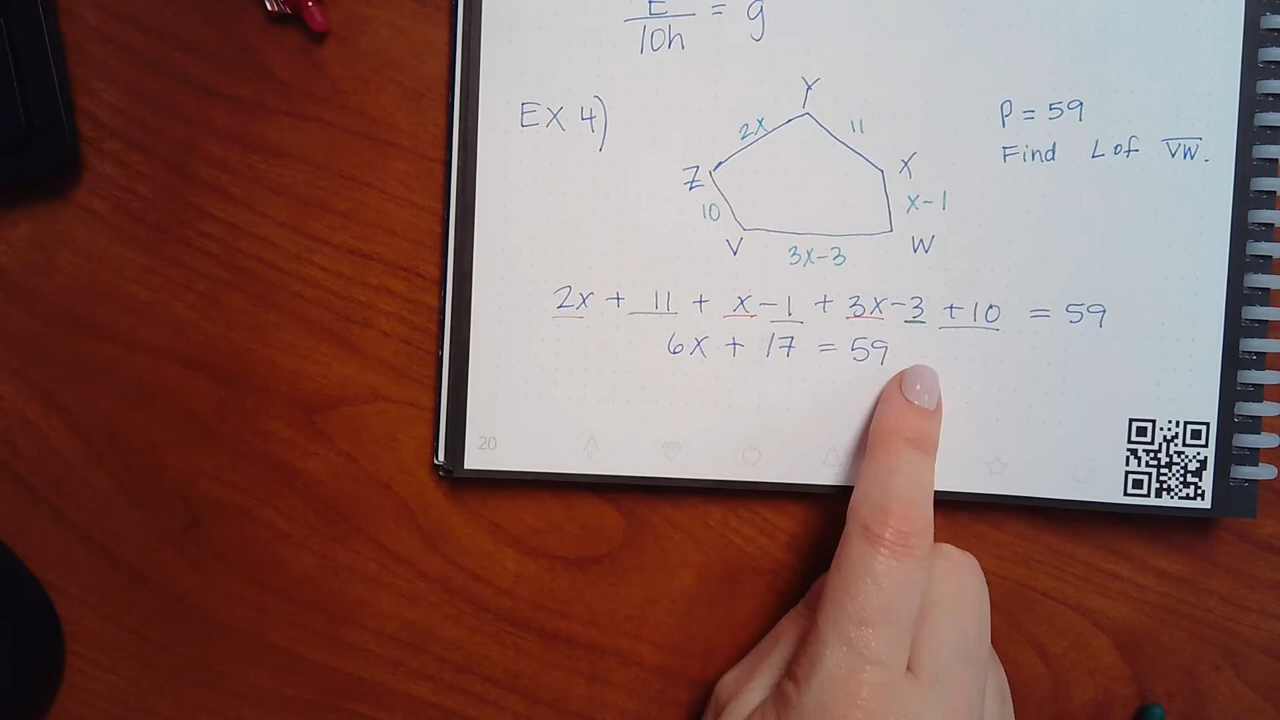 E
10h = g
EX 4)
Y
2x 11
P = 59
Find L of VW.
Z X
10 x-1
V W
3x-3
2x + 11 + x-1 + 3x-3 +10 = 59
6x + 17 = 59
20